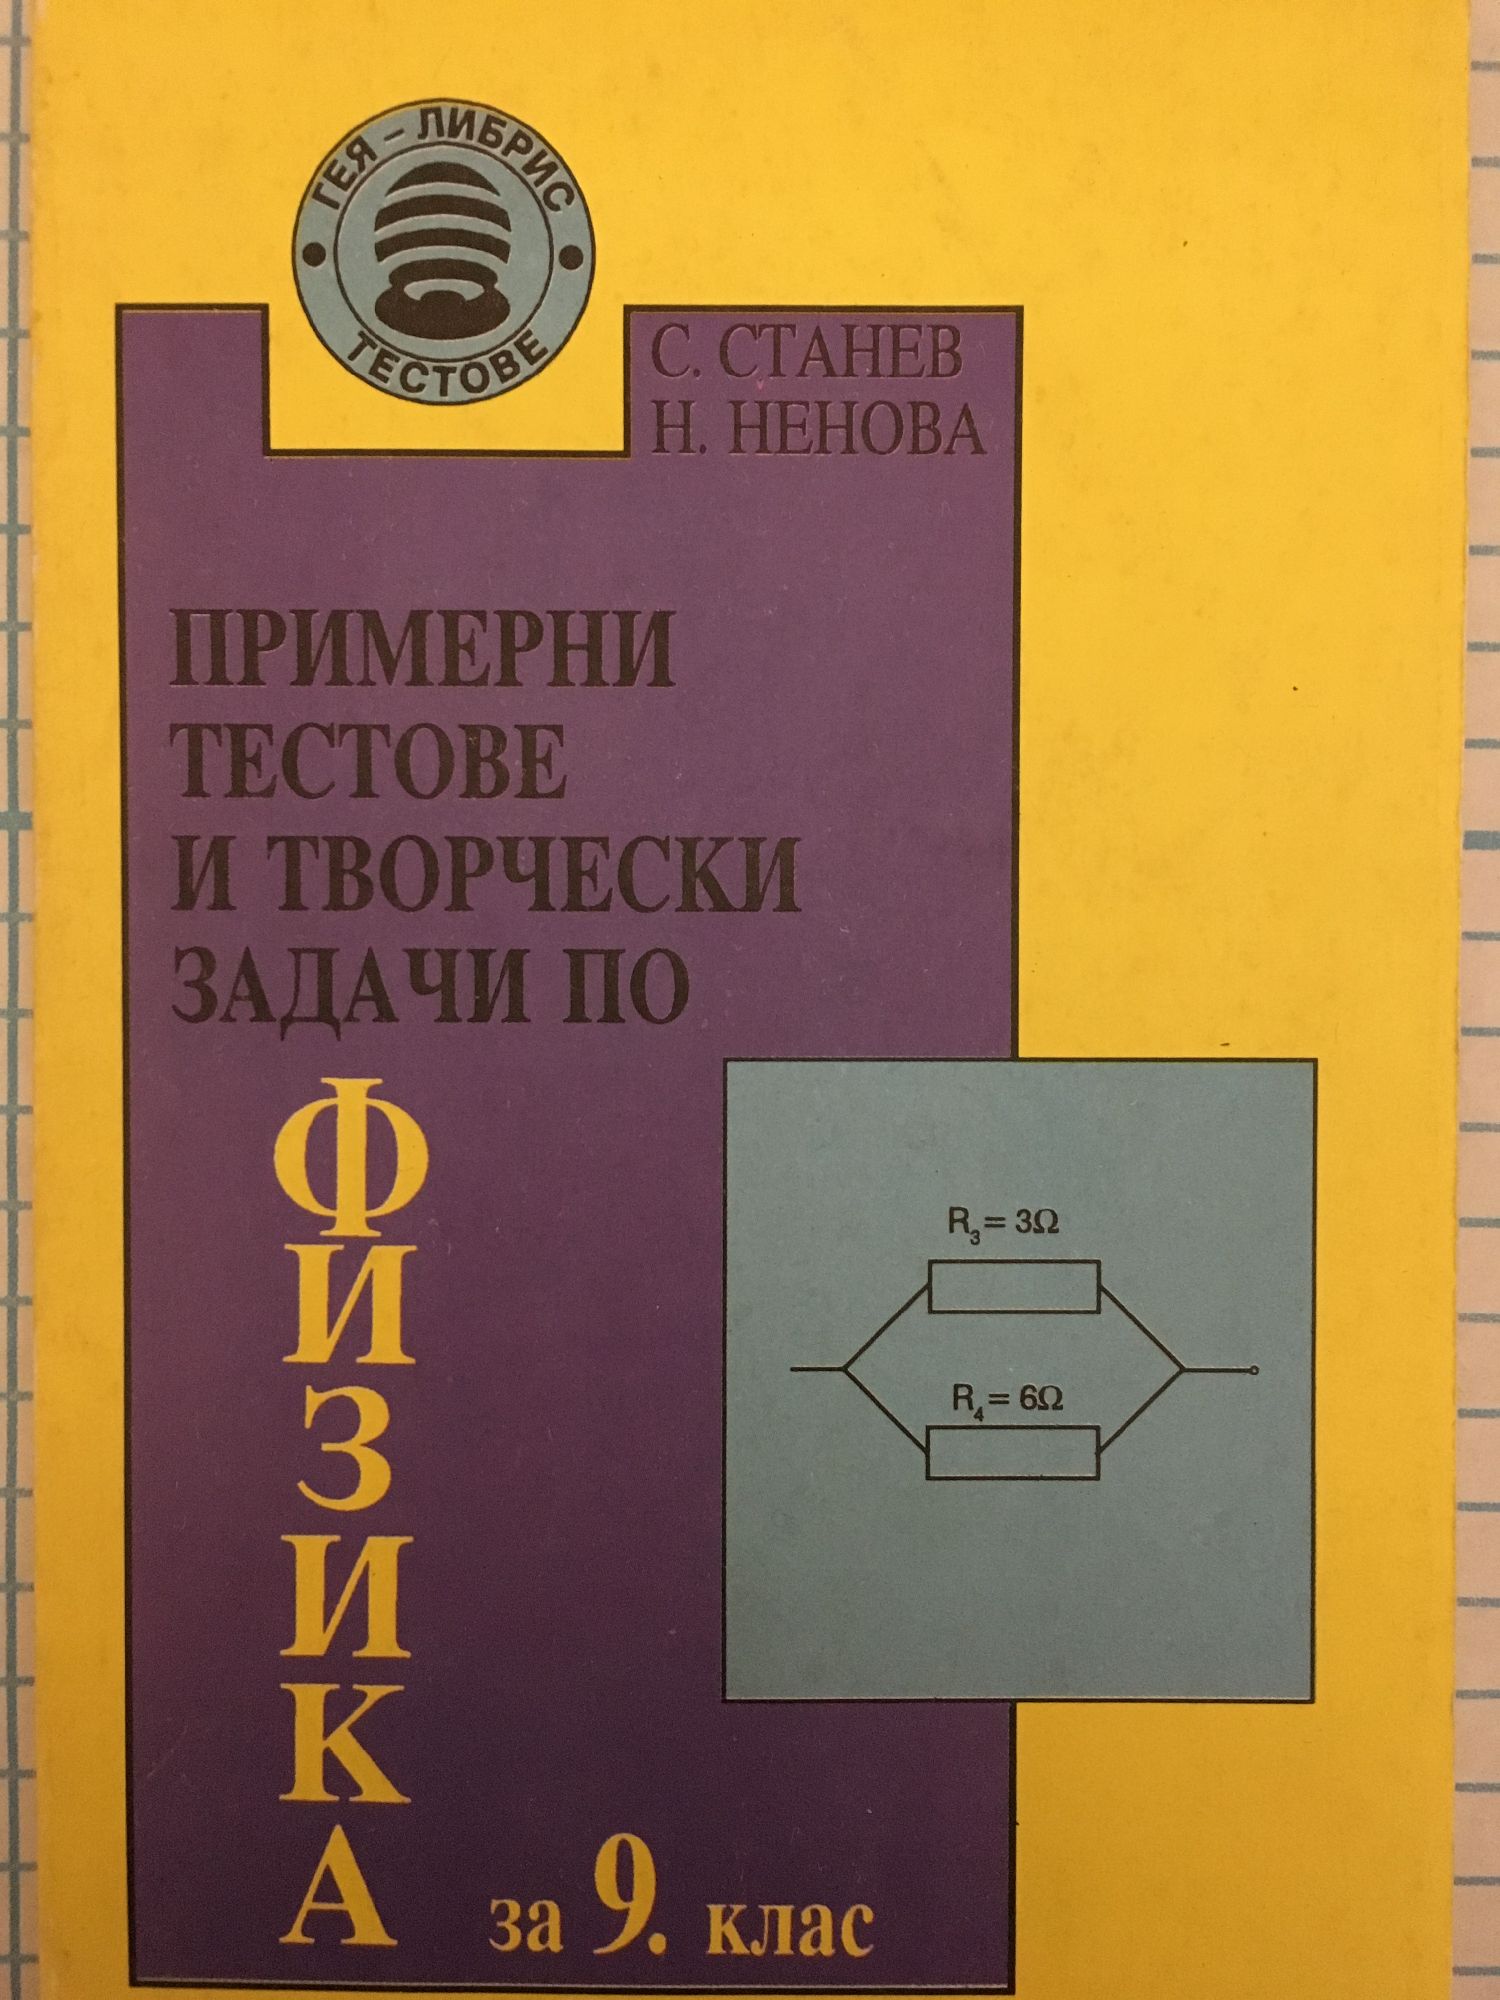 ГЕЯ - ЛИБРИС
ТЕСТОВЕ
С. СТАНЕВ
Н. НЕНОВА
ПРИМЕРНИ
ТЕСТОВЕ
И ТВОРЧЕСКИ
ЗАДАЧИ ПО
ФИЗИКА
за 9. клас
R₃ = 3Ω
R₄ = 6Ω